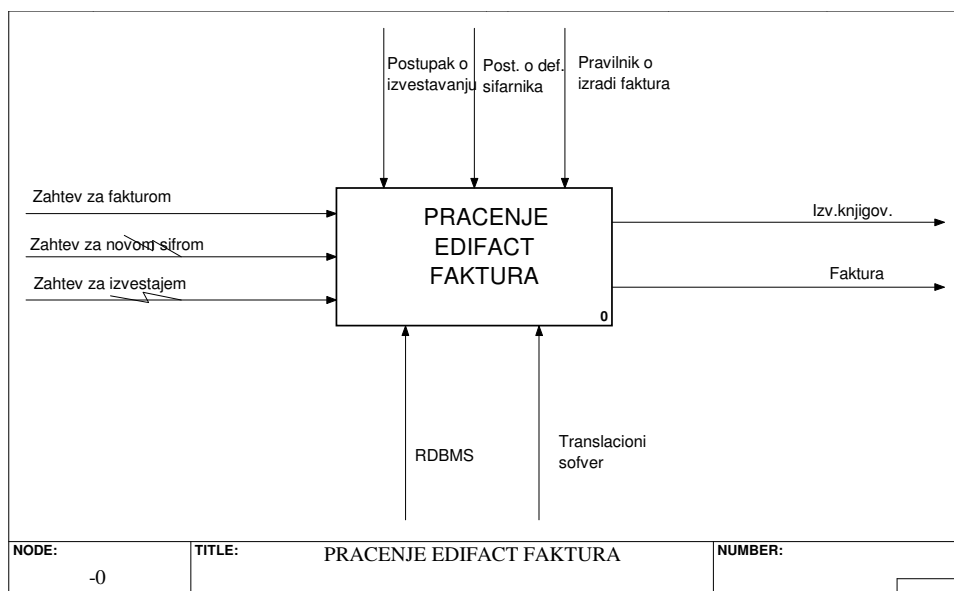 Postupak o
izvestavanju
Post. o def.
sifarnika
Pravilnik o
izradi faktura
Zahtev za fakturom
Zahtev za novom sifrom
Zahtev za izvestajem
PRACENJE
EDIFACT
FAKTURA
0
Izv.knjigov.
Faktura
RDBMS
Translacioni
sofver
NODE:
-0
TITLE:
PRACENJE EDIFACT FAKTURA
NUMBER: